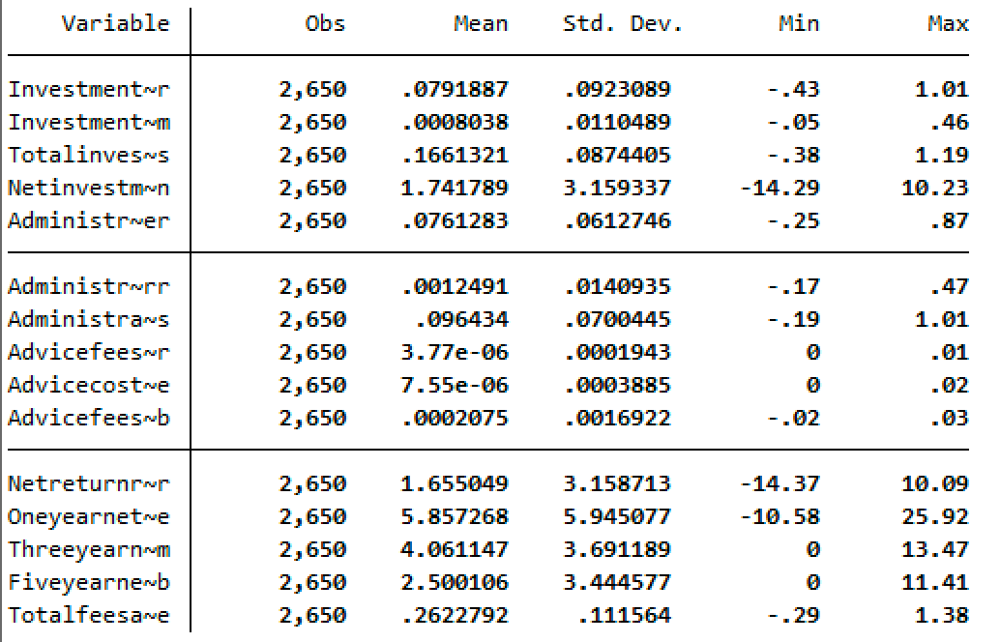 Variable Obs Mean Std. Dev. Min Max
Investment~r 2,650 .0791887 .0923089 -.43 1.01
Investment~m 2,650 .0008038 .0110489 -.05 .46
Totalinves~s 2,650 .1661321 .0874405 -.38 1.19
Netinvestm~n 2,650 1.741789 3.159337 -14.29 10.23
Administr~er 2,650 .0761283 .0612746 -.25 .87
Administr~rr 2,650 .0012491 .0140935 -.17 .47
Administra~s 2,650 .096434 .0700445 -.19 1.01
Advicefees~r 2,650 3.77e-06 .0001943 0 .01
Advicecost~e 2,650 7.55e-06 .0003885 0 .02
Advicefees~b 2,650 .0002075 .0016922 -.02 .03
Netreturnr~r 2,650 1.655049 3.158713 -14.37 10.09
Oneyearnet~e 2,650 5.857268 5.945077 -10.58 25.92
Threeyearn~m 2,650 4.061147 3.691189 0 13.47
Fiveyearne~b 2,650 2.500106 3.444577 0 11.41
Totalfeesa~e 2,650 .2622792 .111564 -.29 1.38